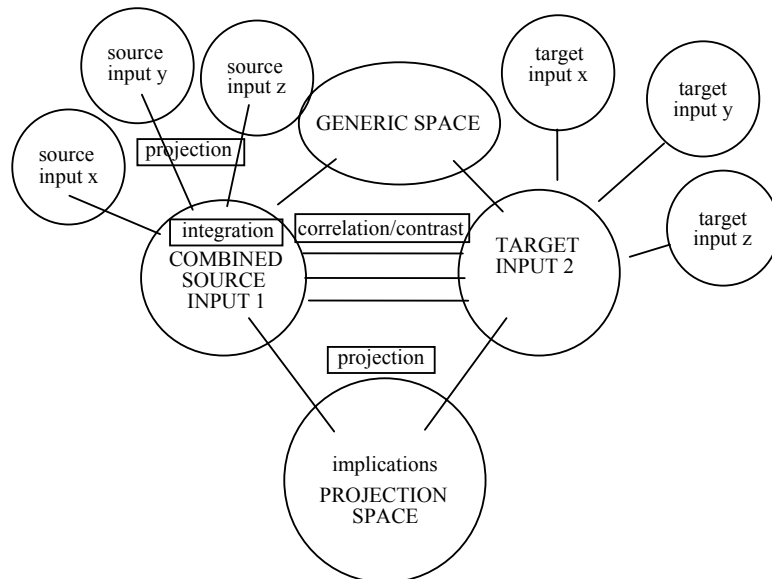 source
input y
source
input z
target
input x
target
input y
GENERIC SPACE
projection
source
input x
target
input z
integration
correlation/contrast
COMBINED
SOURCE
INPUT 1
TARGET
INPUT 2
projection
implications
PROJECTION
SPACE